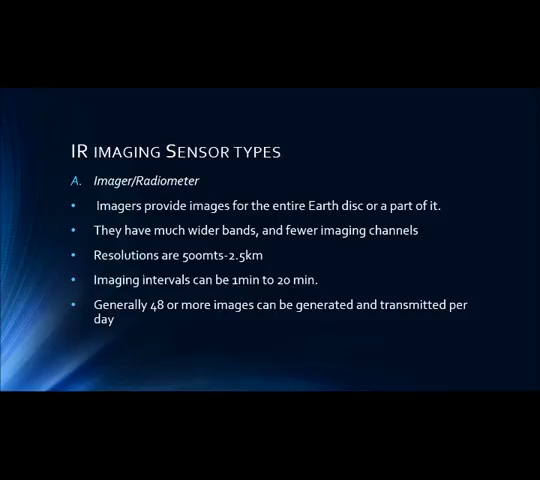 IR IMAGING SENSOR TYPES
A. Imager/Radiometer
• Imagers provide images for the entire Earth disc or a part of it.
• They have much wider bands, and fewer imaging channels
• Resolutions are 500mts-2.5km
• Imaging intervals can be 1min to 20 min.
• Generally 48 or more images can be generated and transmitted per
day